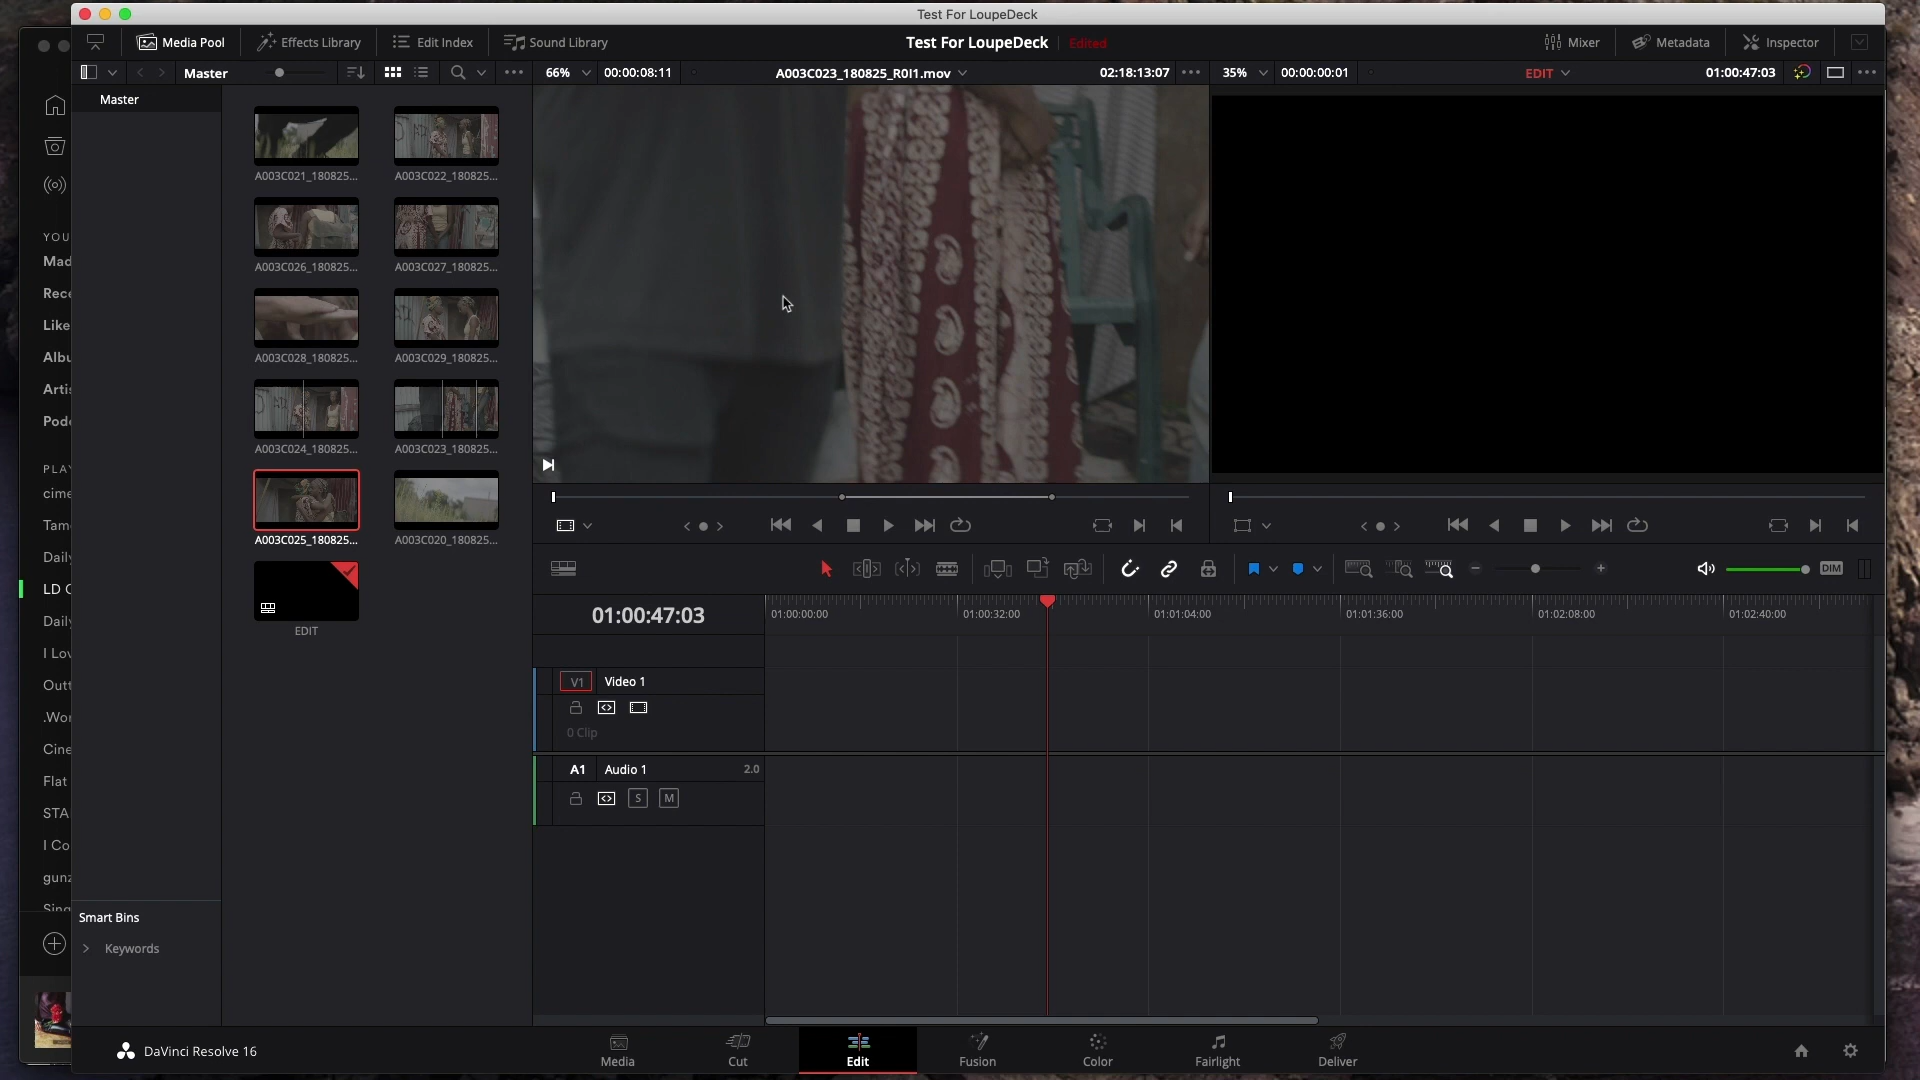 Test For LoupeDeck
Media Pool
Effects Library
Edit Index
Sound Library
Test For LoupeDeck
Edited
Mixer
Metadata
Inspector
Master
66%
00:00:08:11
A003C023_180825_R0I1.mov
02:18:13:07
35%
00:00:00:01
EDIT
01:00:47:03
Master
A003C021_180825...
A003C022_180825...
A003C026_180825...
A003C027_180825...
A003C028_180825...
A003C029_180825...
A003C024_180825...
A003C023_180825...
A003C025_180825...
A003C020_180825...
EDIT
YOU
Mad
Rece
Like
Albu
Artis
Podc
PLAY
cime
Tam
Daily
LD C
Daily
I Lov
Outt
.Wor
Cine
Flat
STA
I Co
gunz
Sing
DIM
01:00:47:03
01:00:00:00
01:00:32:00
01:01:04:00
01:01:36:00
01:02:08:00
01:02:40:00
V1
Video 1
0 Clip
A1
Audio 1
2.0
S
M
Smart Bins
Keywords
DaVinci Resolve 16
Media
Cut
Edit
Fusion
Color
Fairlight
Deliver